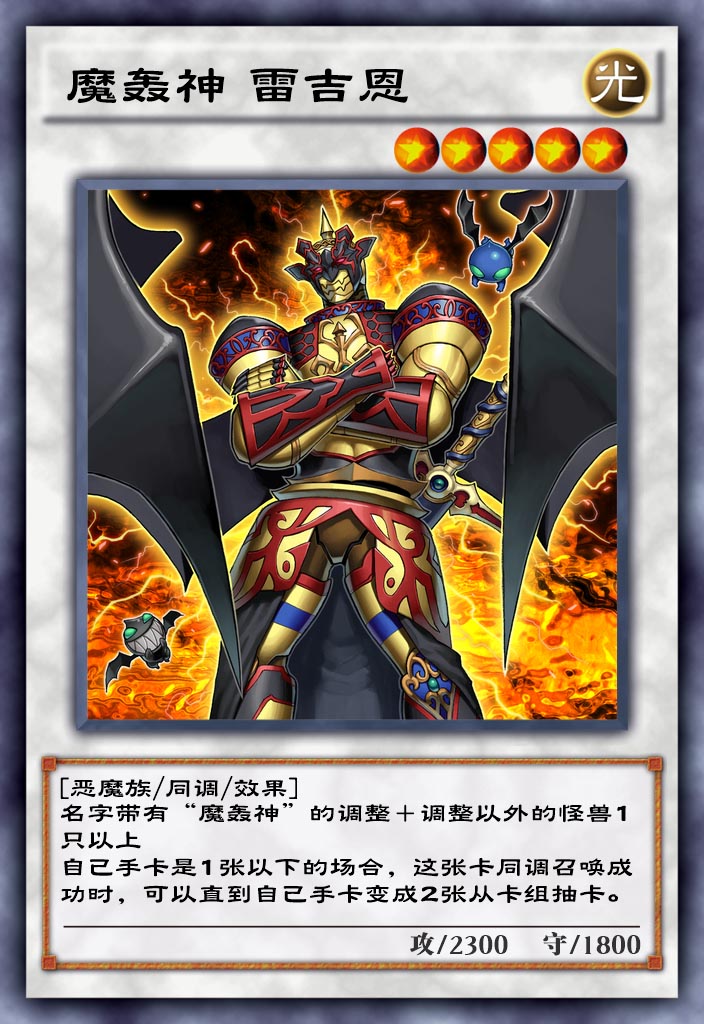 魔轰神 雷吉恩
光
[恶魔族/同调/效果]
名字带有“魔轰神”的调整＋调整以外的怪兽1
只以上
自己手卡是1张以下的场合，这张卡同调召唤成
功时，可以直到自己手卡变成2张从卡组抽卡。
攻/2300 守/1800